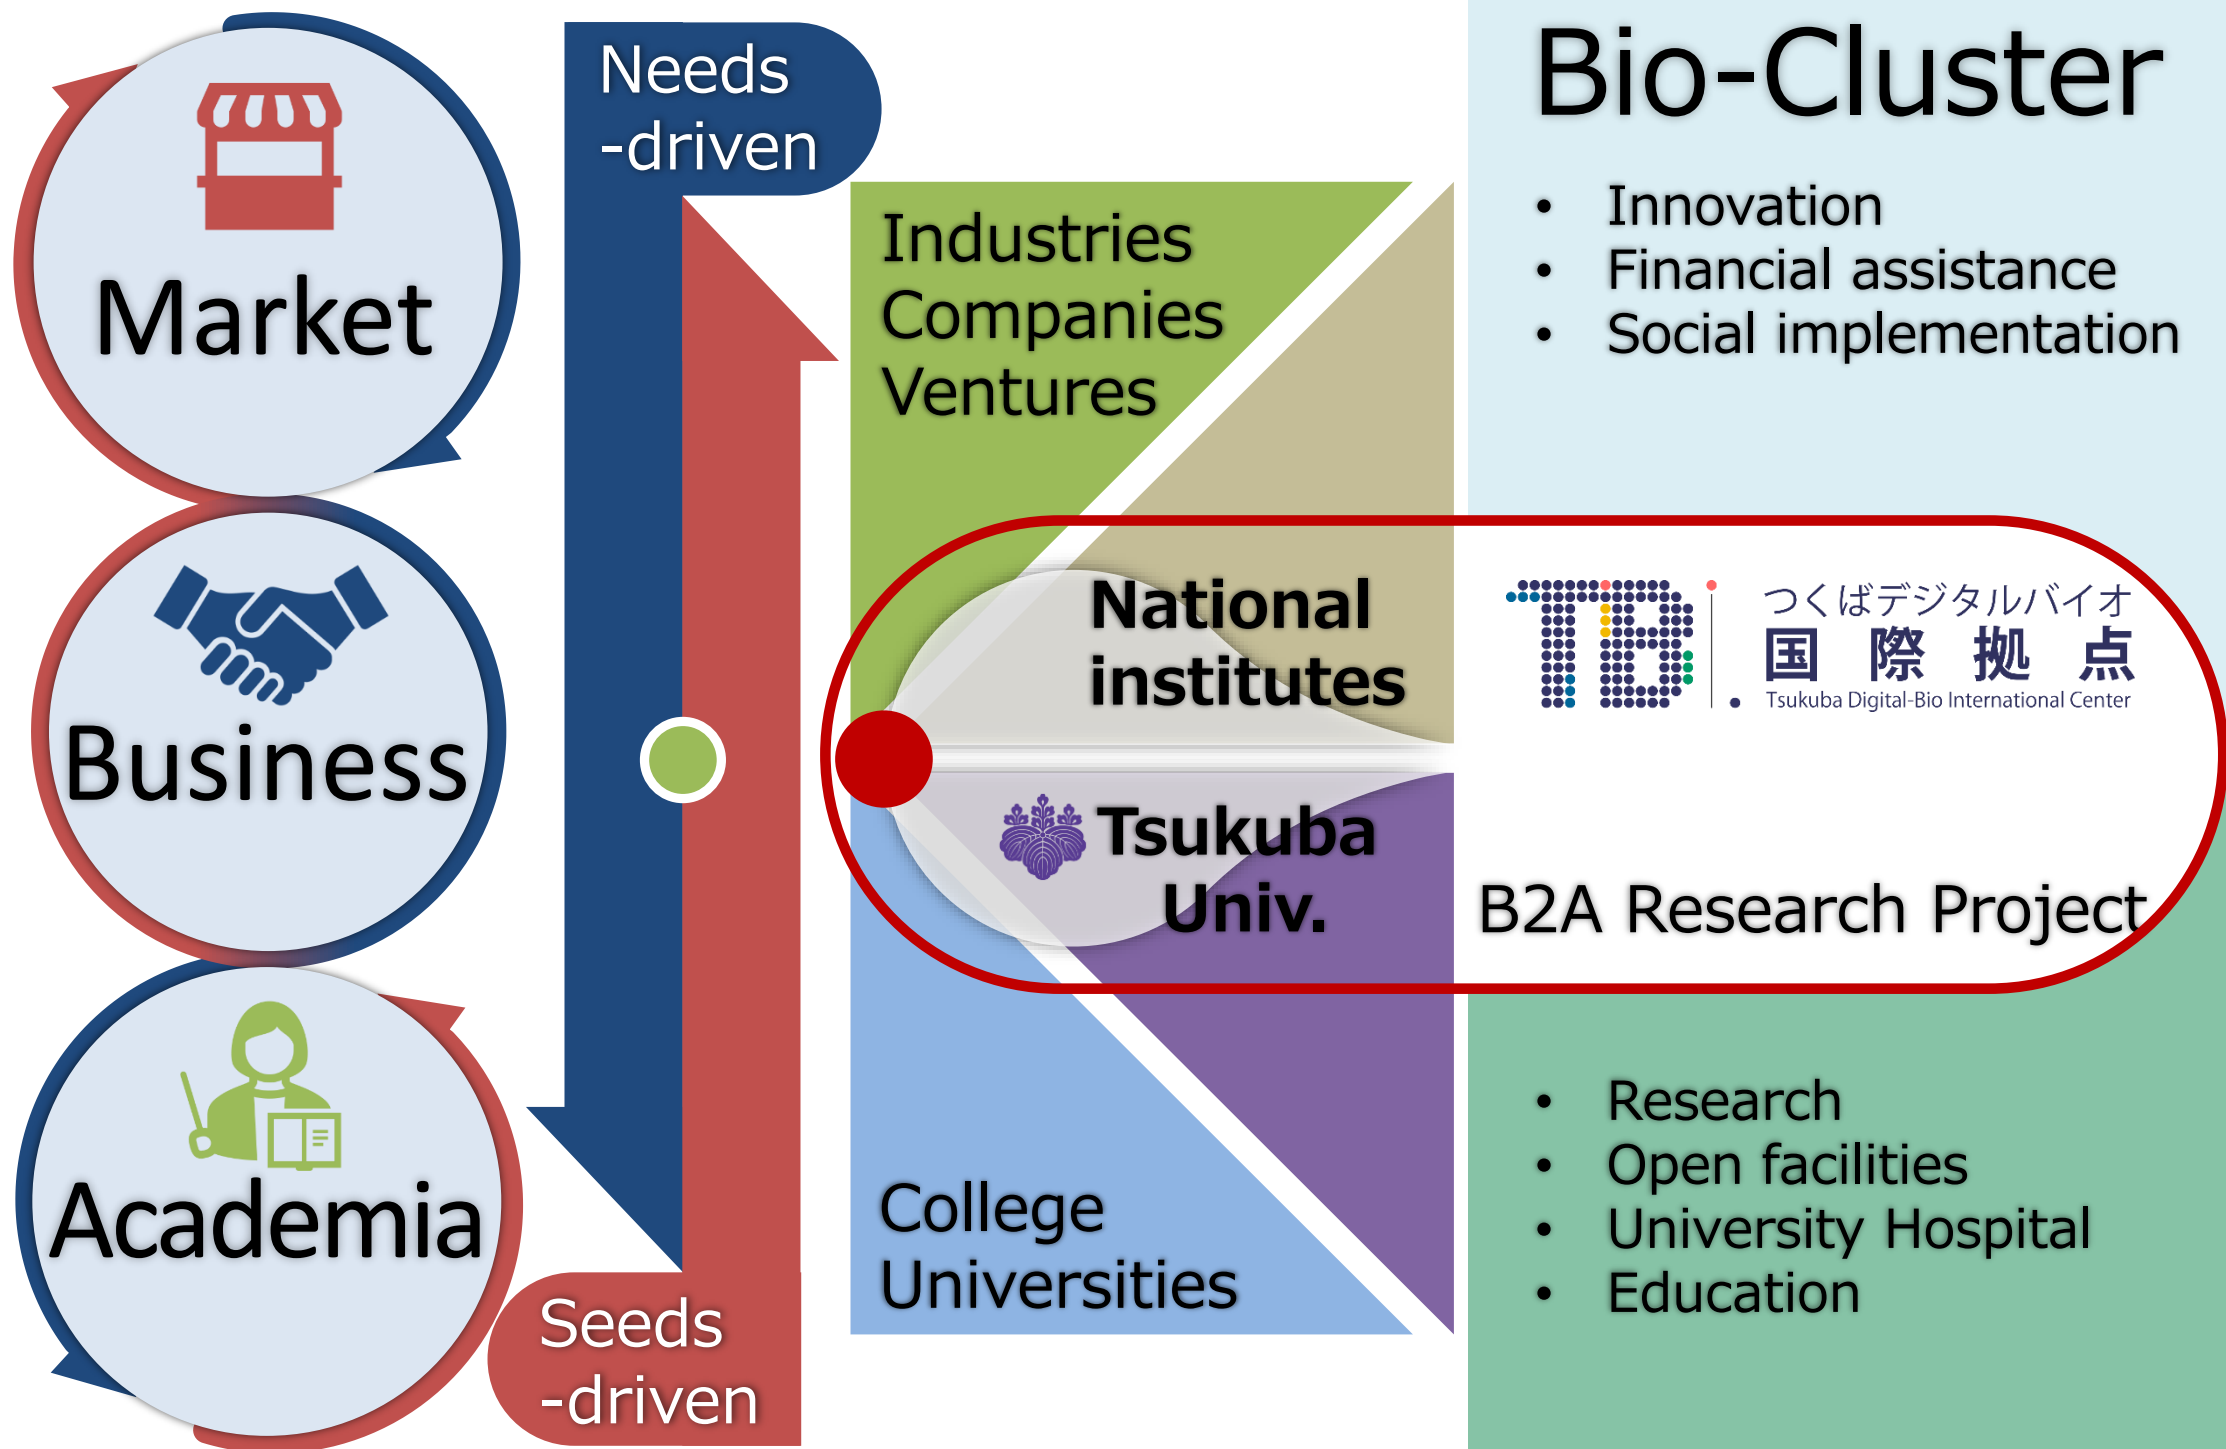 Market
Business
Academia
Needs
-driven
Seeds
-driven
Industries
Companies
Ventures
National
institutes
Tsukuba
Univ.
College
Universities
Bio-Cluster
• Innovation
• Financial assistance
• Social implementation
TBi.
つくばデジタルバイオ
国際拠点
Tsukuba Digital-Bio International Center
B2A Research Project
• Research
• Open facilities
• University Hospital
• Education